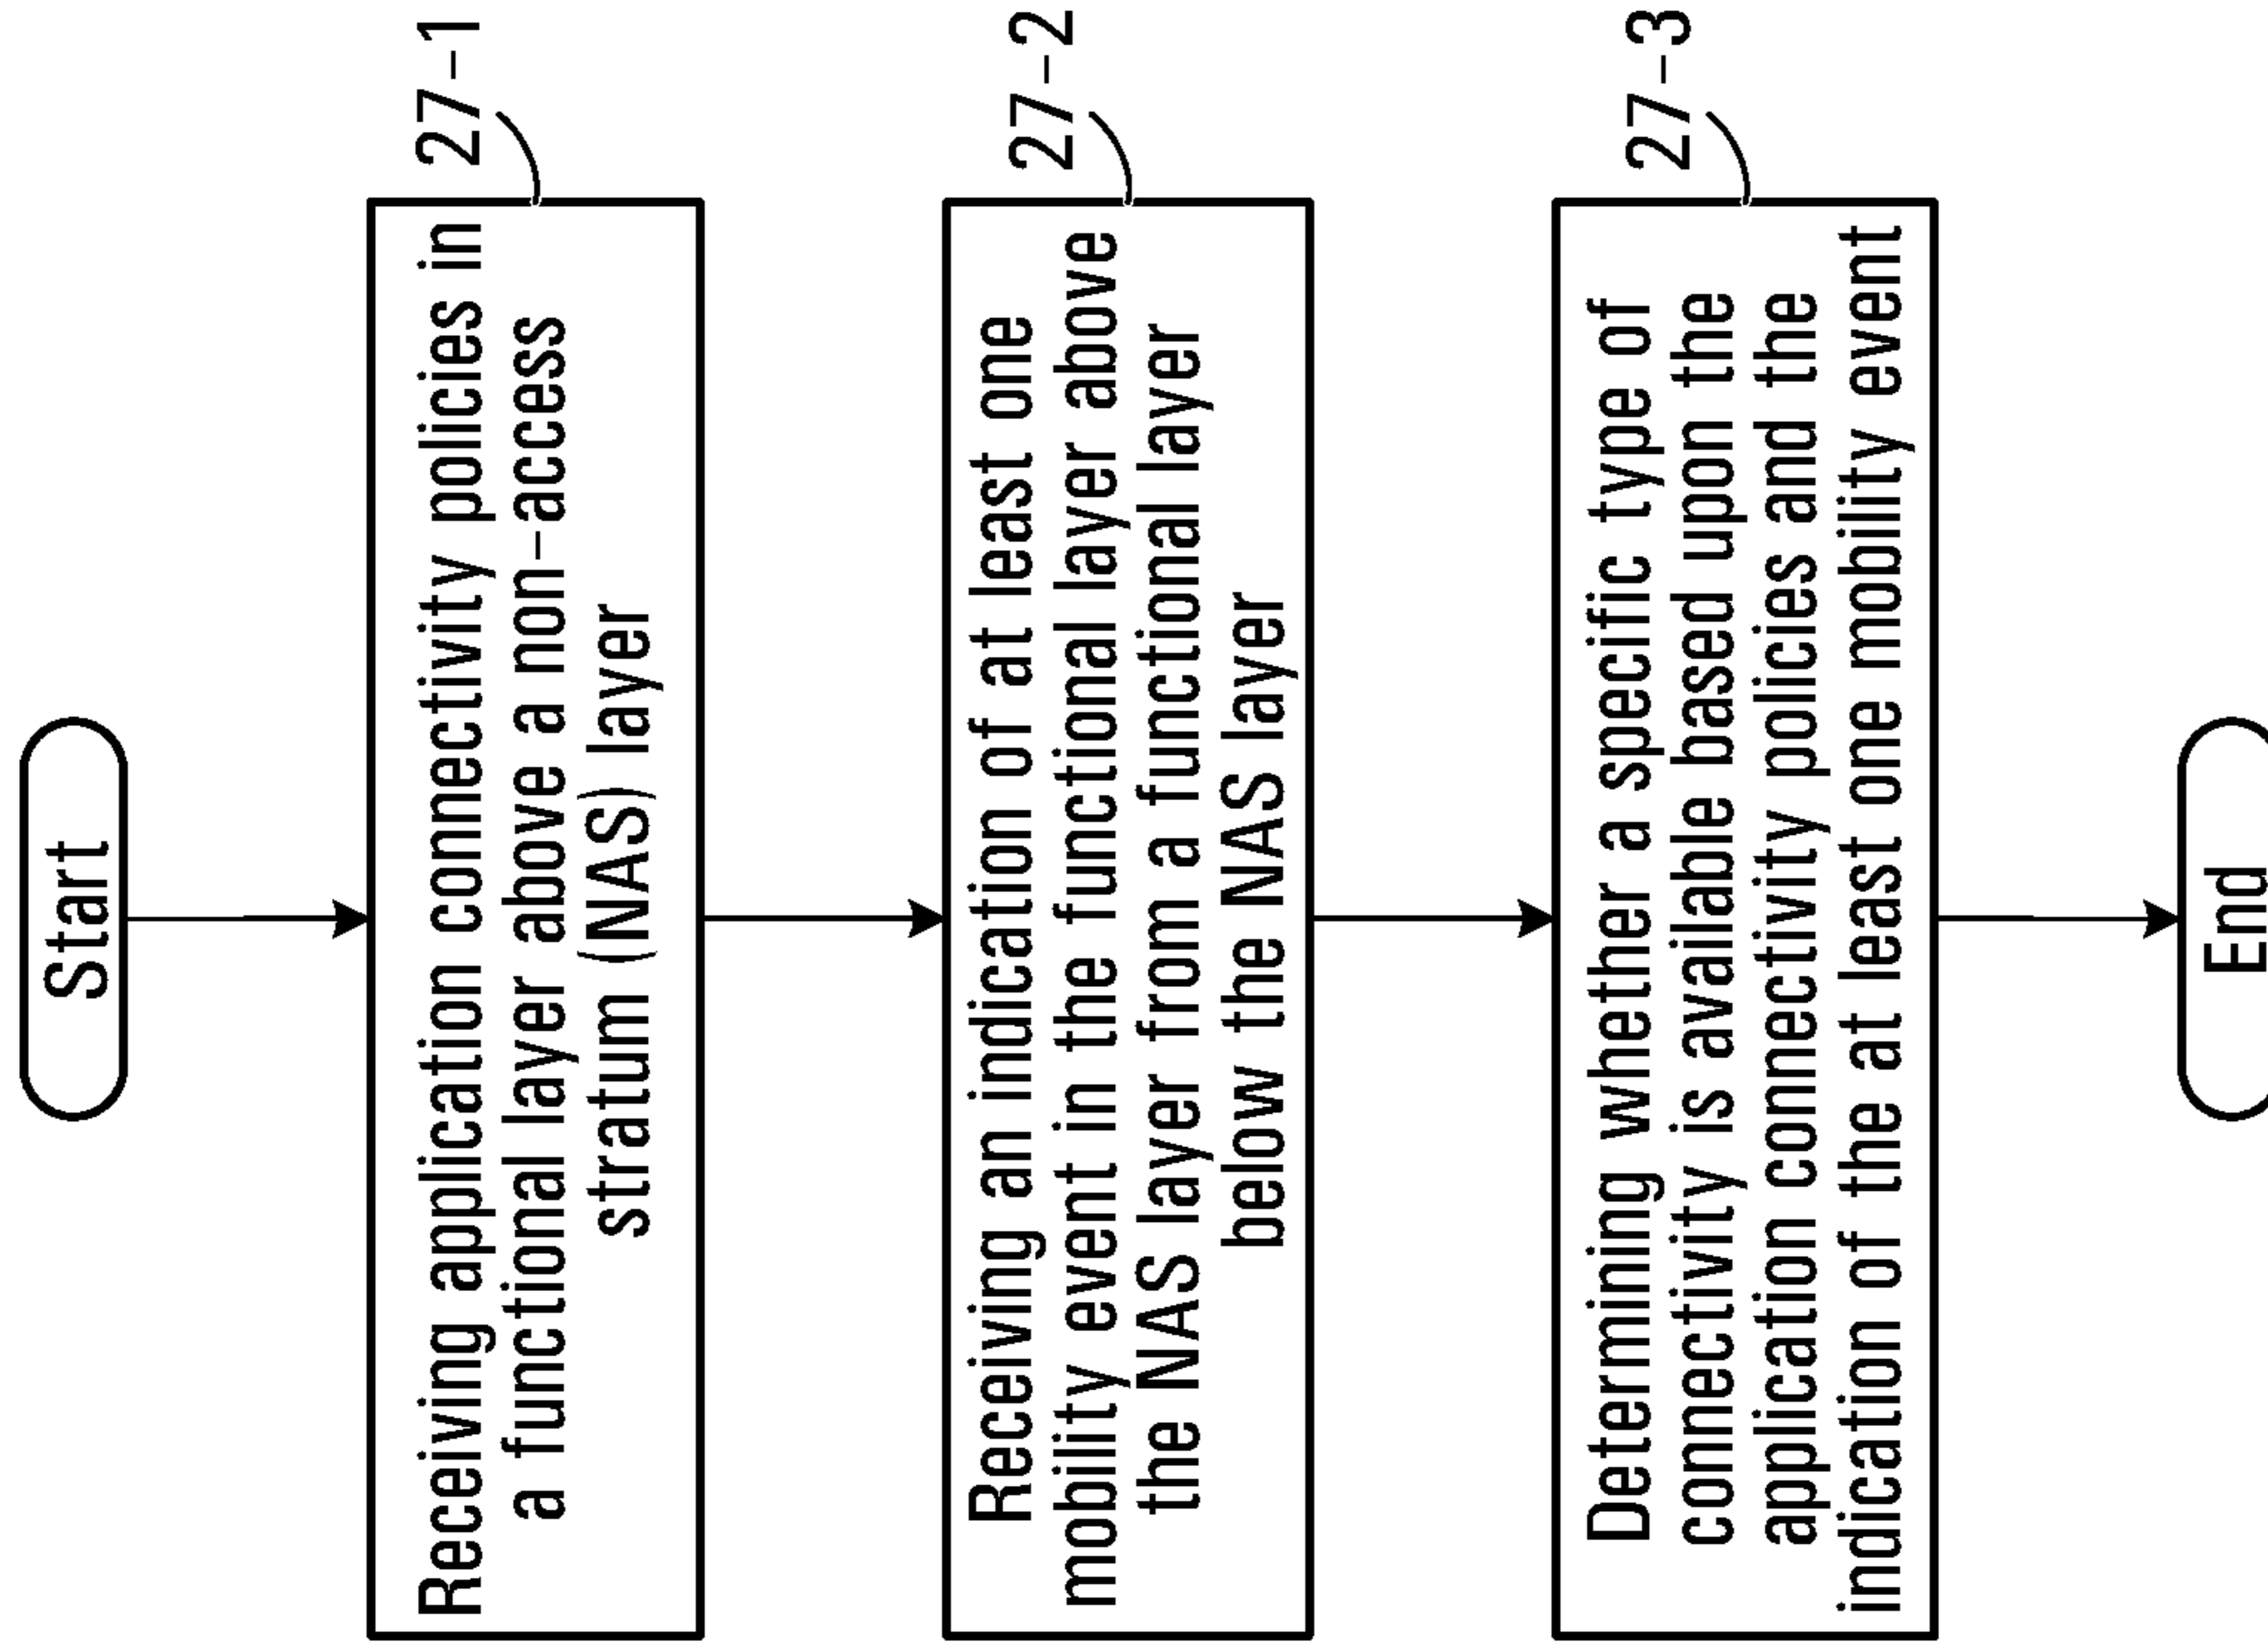 Start
27-1
Receiving application connectivity policies in
a functional layer above a non-access
stratum (NAS) layer
27-2
Receiving an indication of at least one
mobility event in the functional layer above
the NAS layer from a functional layer
below the NAS layer
27-3
Determining whether a specific type of
connectivity is available based upon the
application connectivity policies and the
indication of the at least one mobility event
End